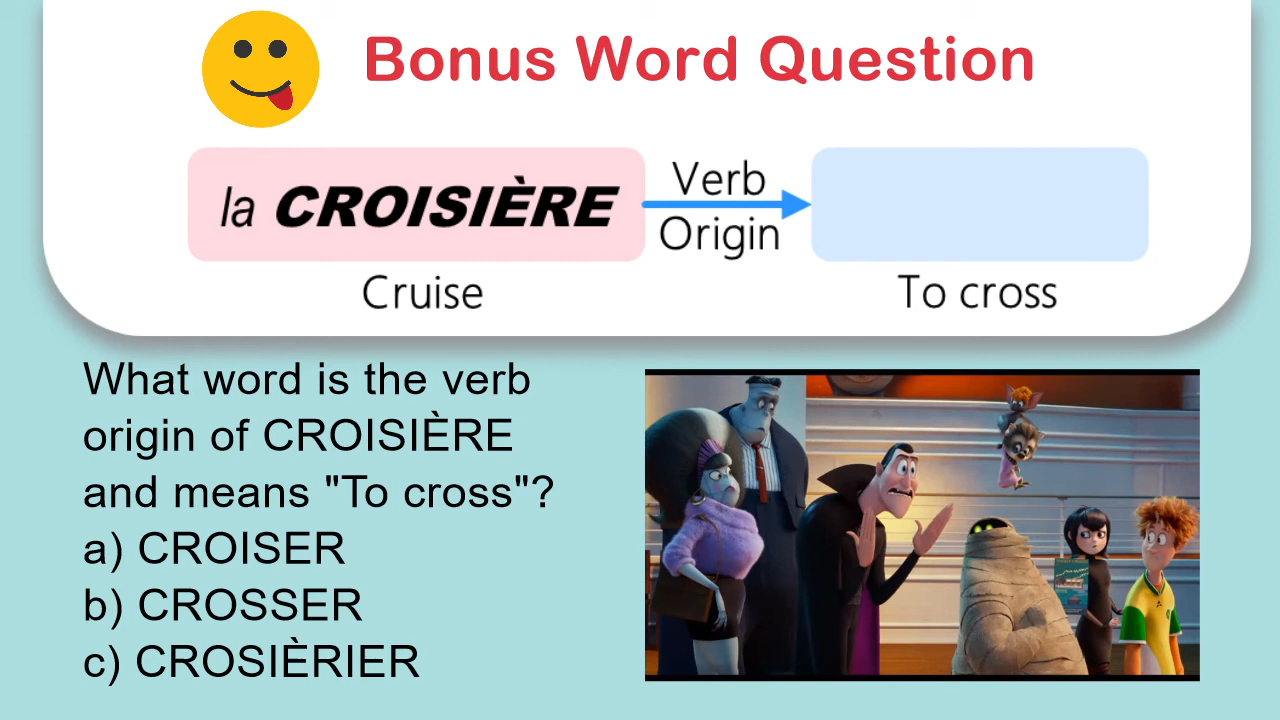 Bonus Word Question
la CROISIÈRE
Verb
Origin
Cruise
To cross
What word is the verb
origin of CROISIÈRE
and means "To cross"?
a) CROISER
b) CROSSER
c) CROSIÈRIER